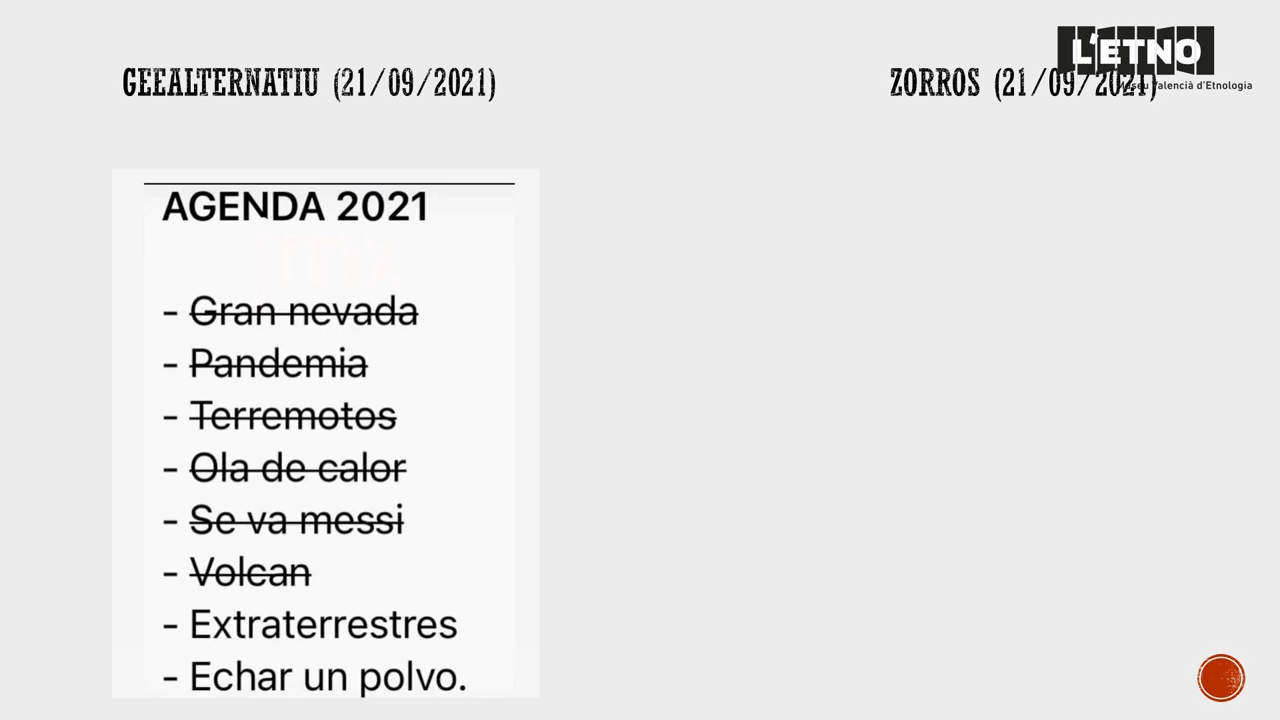 GEEALTERNATIU (21/09/2021)
ZORROS (21/09/2021)
L'ETNO
Museu Valencià d'Etnologia
AGENDA 2021
- Gran nevada
- Pandemia
- Terremotos
- Ola de calor
- Se va messi
- Volcan
- Extraterrestres
- Echar un polvo.